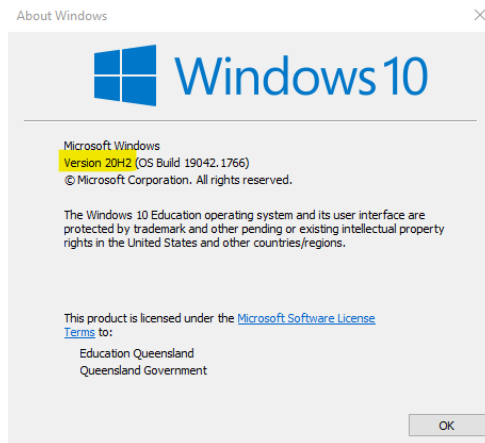 About Windows
Windows 10
Microsoft Windows
Version 20H2 (OS Build 19042.1766)
© Microsoft Corporation. All rights reserved.
The Windows 10 Education operating system and its user interface are
protected by trademark and other pending or existing intellectual property
rights in the United States and other countries/regions.
This product is licensed under the Microsoft Software License
Terms to:
Education Queensland
Queensland Government
OK